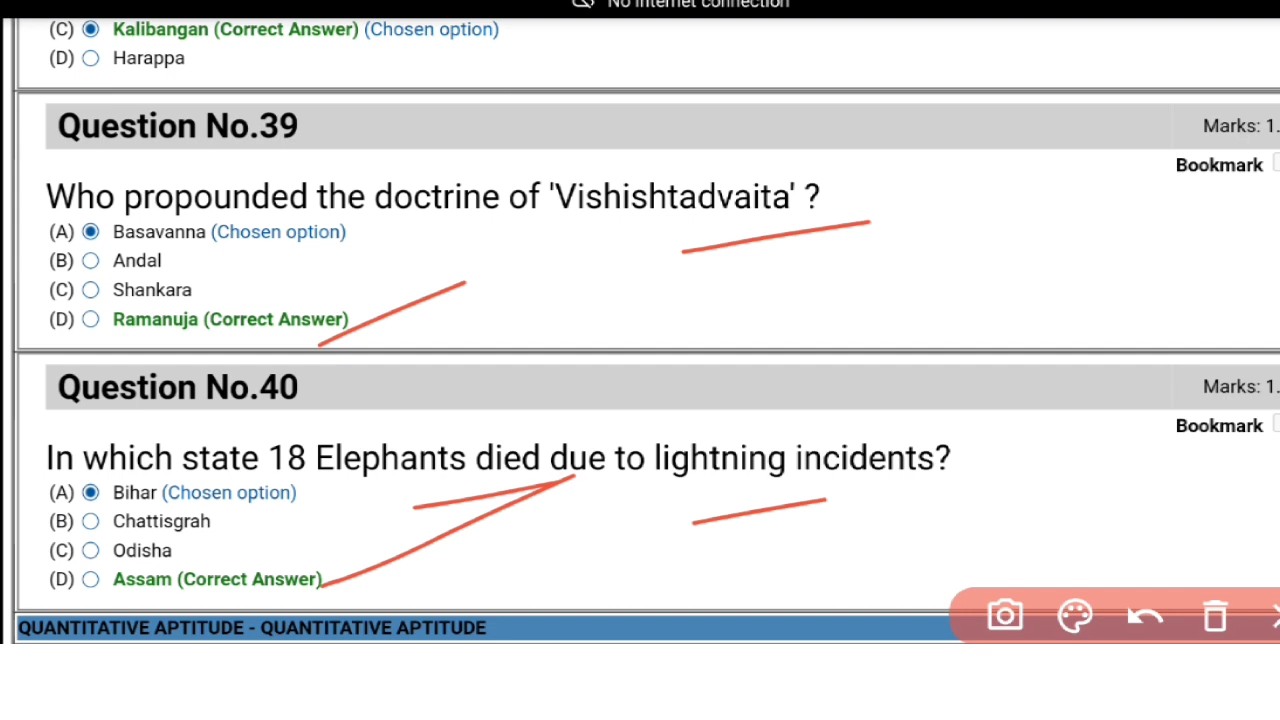 No internet connection
(C) Kalibangan (Correct Answer) (Chosen option)
(D) Harappa
Question No.39
Marks: 1.
Bookmark
Who propounded the doctrine of 'Vishishtadvaita' ?
(A) Basavanna (Chosen option)
(B) Andal
(C) Shankara
(D) Ramanuja (Correct Answer)
Question No.40
Marks: 1.
Bookmark
In which state 18 Elephants died due to lightning incidents?
(A) Bihar (Chosen option)
(B) Chattisgrah
(C) Odisha
(D) Assam (Correct Answer)
QUANTITATIVE APTITUDE - QUANTITATIVE APTITUDE